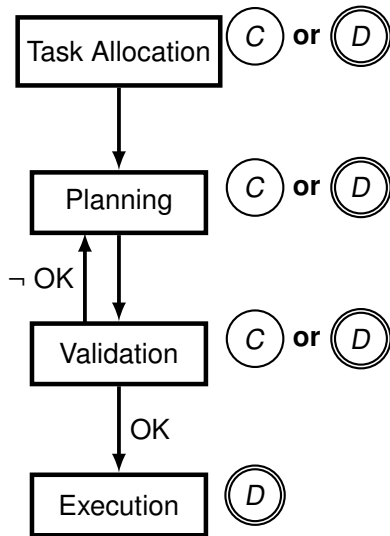 Task Allocation C or D
Planning C or D
¬ OK
Validation C or D
OK
Execution D